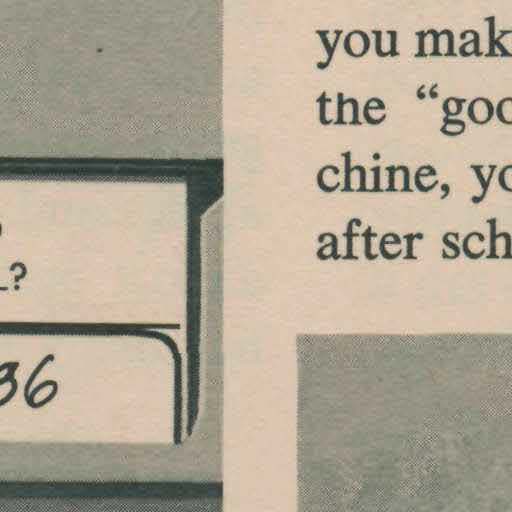 ?
36
you mak
the “goo
chine, yo
after sch